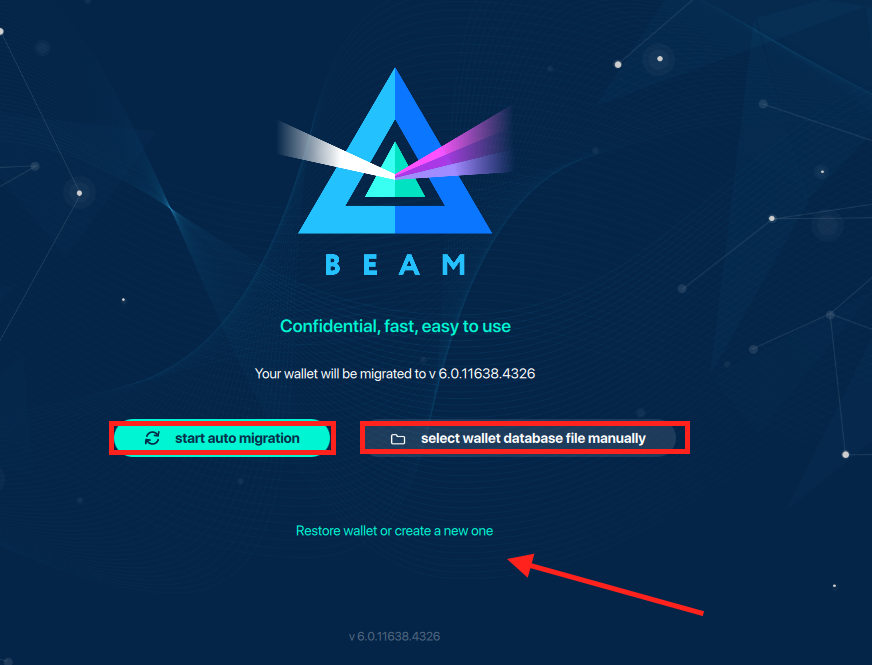 BEAM
Confidential, fast, easy to use
Your wallet will be migrated to v 6.0.11638.4326
start auto migration
select wallet database file manually
Restore wallet or create a new one
v 6.0.11638.4326